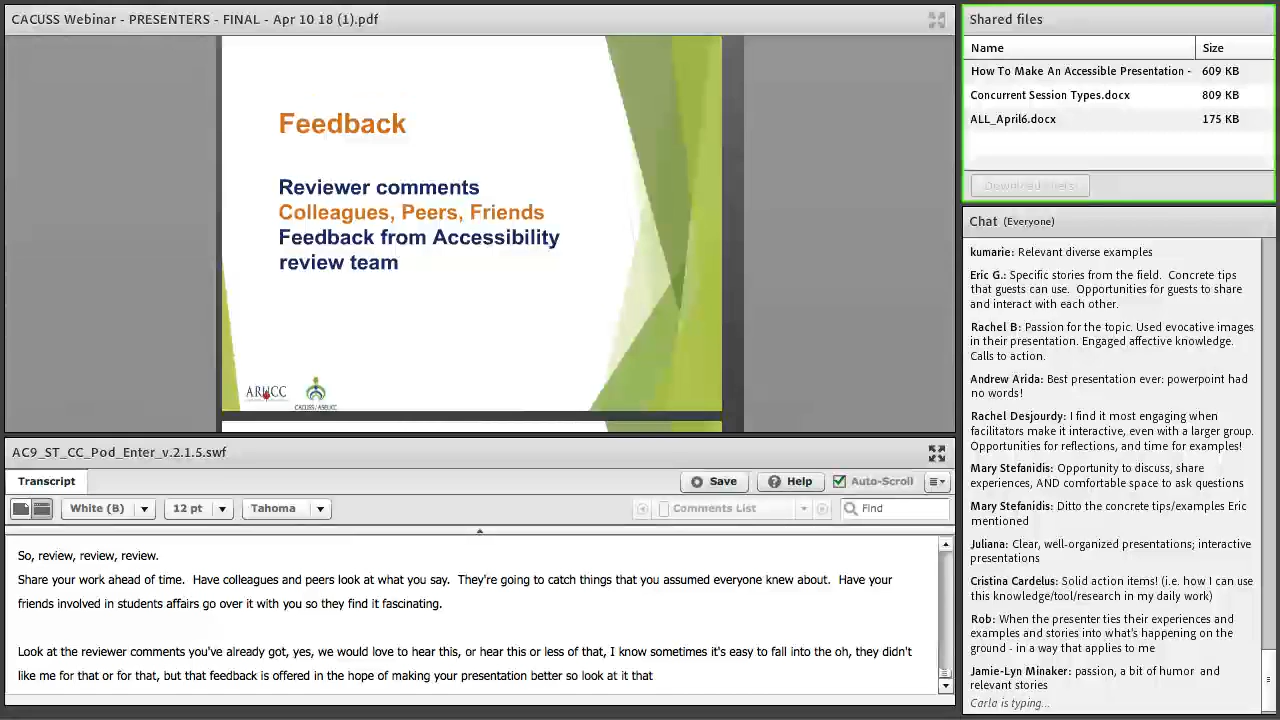 CACUSS Webinar - PRESENTERS - FINAL - Apr 10 18 (1).pdf
Feedback
Reviewer comments
Colleagues, Peers, Friends
Feedback from Accessibility
review team
ARUCC
CACUSS / ASEUCC
AC9_ST_CC_Pod_Enter_v.2.1.5.swf
Transcript
Save
Help
Auto-Scroll
White (B)
12 pt
Tahoma
Comments List
Find
So, review, review, review.
Share your work ahead of time.  Have colleagues and peers look at what you say.  They're going to catch things that you assumed everyone knew about.  Have your
friends involved in students affairs go over it with you so they find it fascinating.
Look at the reviewer comments you've already got, yes, we would love to hear this, or hear this or less of that, I know sometimes it's easy to fall into the oh, they didn't
like me for that or for that, but that feedback is offered in the hope of making your presentation better so look at it that
Shared files
Name Size
How To Make An Accessible Presentation - 609 KB
Concurrent Session Types.docx 809 KB
ALL_April6.docx 175 KB
Download File(s)
Chat (Everyone)
kumarie: Relevant diverse examples
Eric G.: Specific stories from the field.  Concrete tips
that guests can use.  Opportunities for guests to share
and interact with each other.
Rachel B: Passion for the topic. Used evocative images
in their presentation. Engaged affective knowledge.
Calls to action.
Andrew Arida: Best presentation ever: powerpoint had
no words!
Rachel Desjourdy: I find it most engaging when
facilitators make it interactive, even with a larger group.
Opportunities for reflections, and time for examples!
Mary Stefanidis: Opportunity to discuss, share
experiences, AND comfortable space to ask questions
Mary Stefanidis: Ditto the concrete tips/examples Eric
mentioned
Juliana: Clear, well-organized presentations; interactive
presentations
Cristina Cardelus: Solid action items! (i.e. how I can use
this knowledge/tool/research in my daily work)
Rob: When the presenter ties their experiences and
examples and stories into what's happening on the
ground - in a way that applies to me
Jamie-Lyn Minaker: passion, a bit of humor  and
relevant stories
Carla is typing...